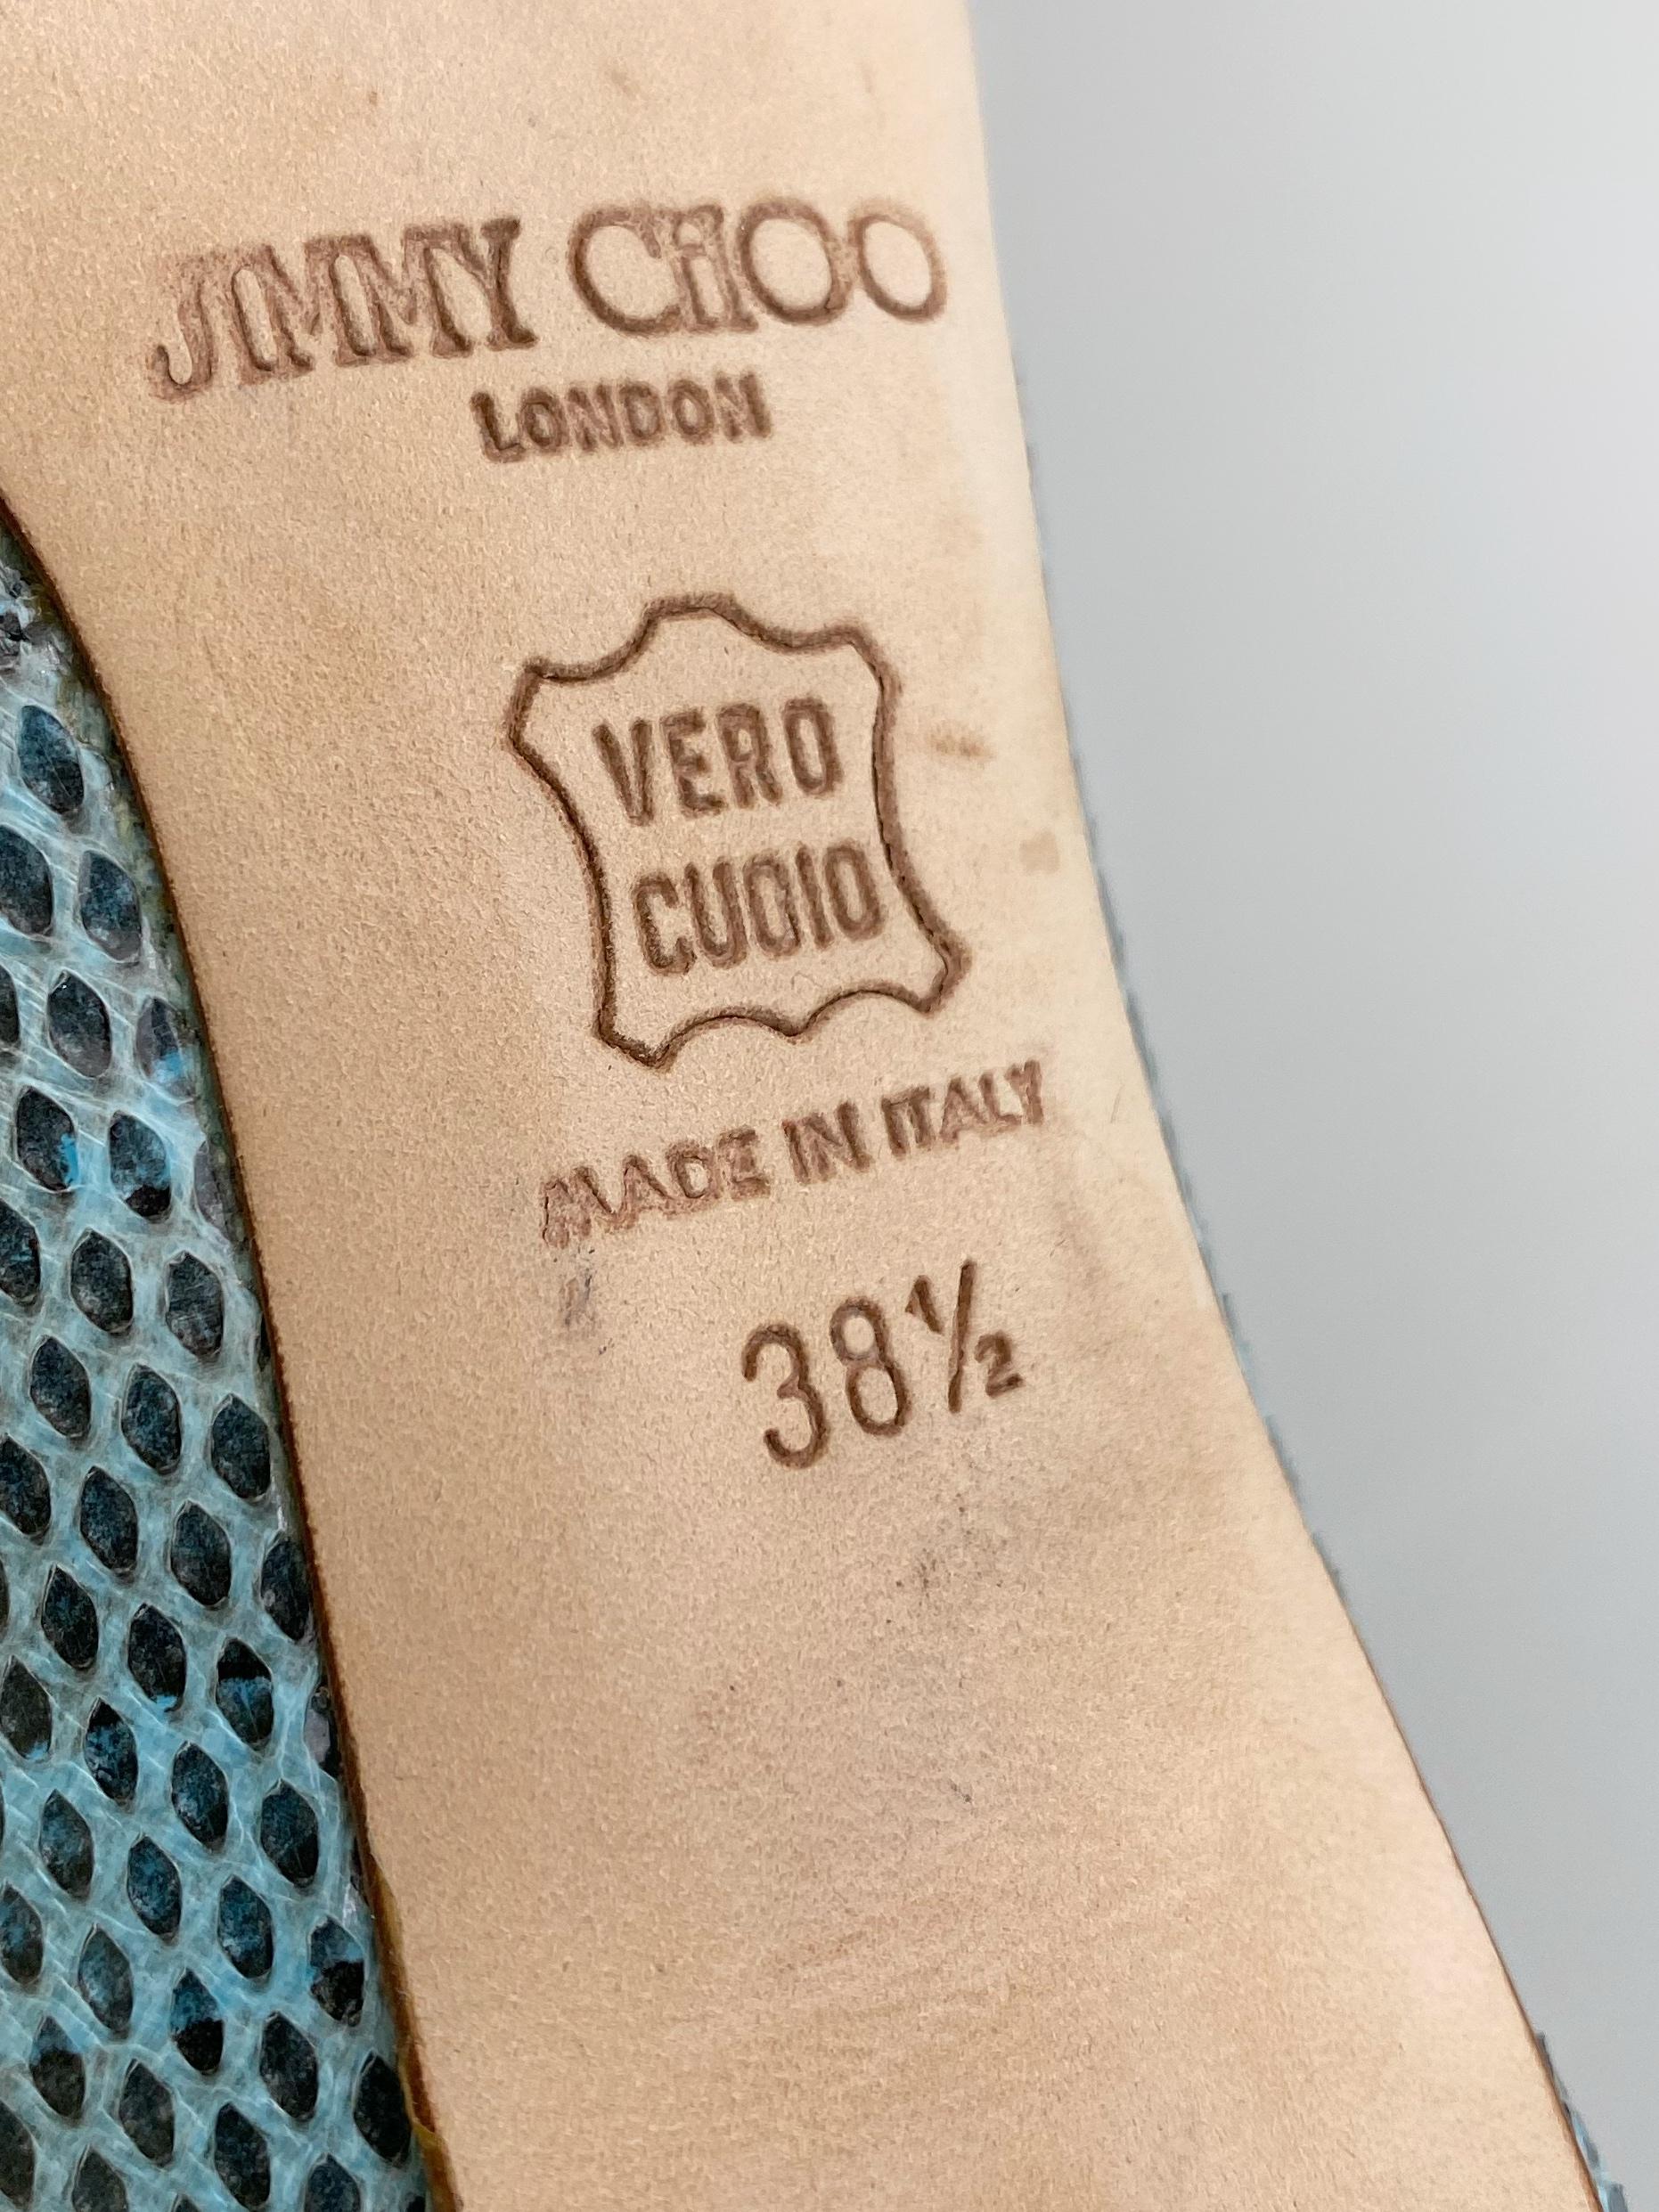 JIMMY CHOO
LONDON
VERO
CUOIO
MADE IN ITALY
38½